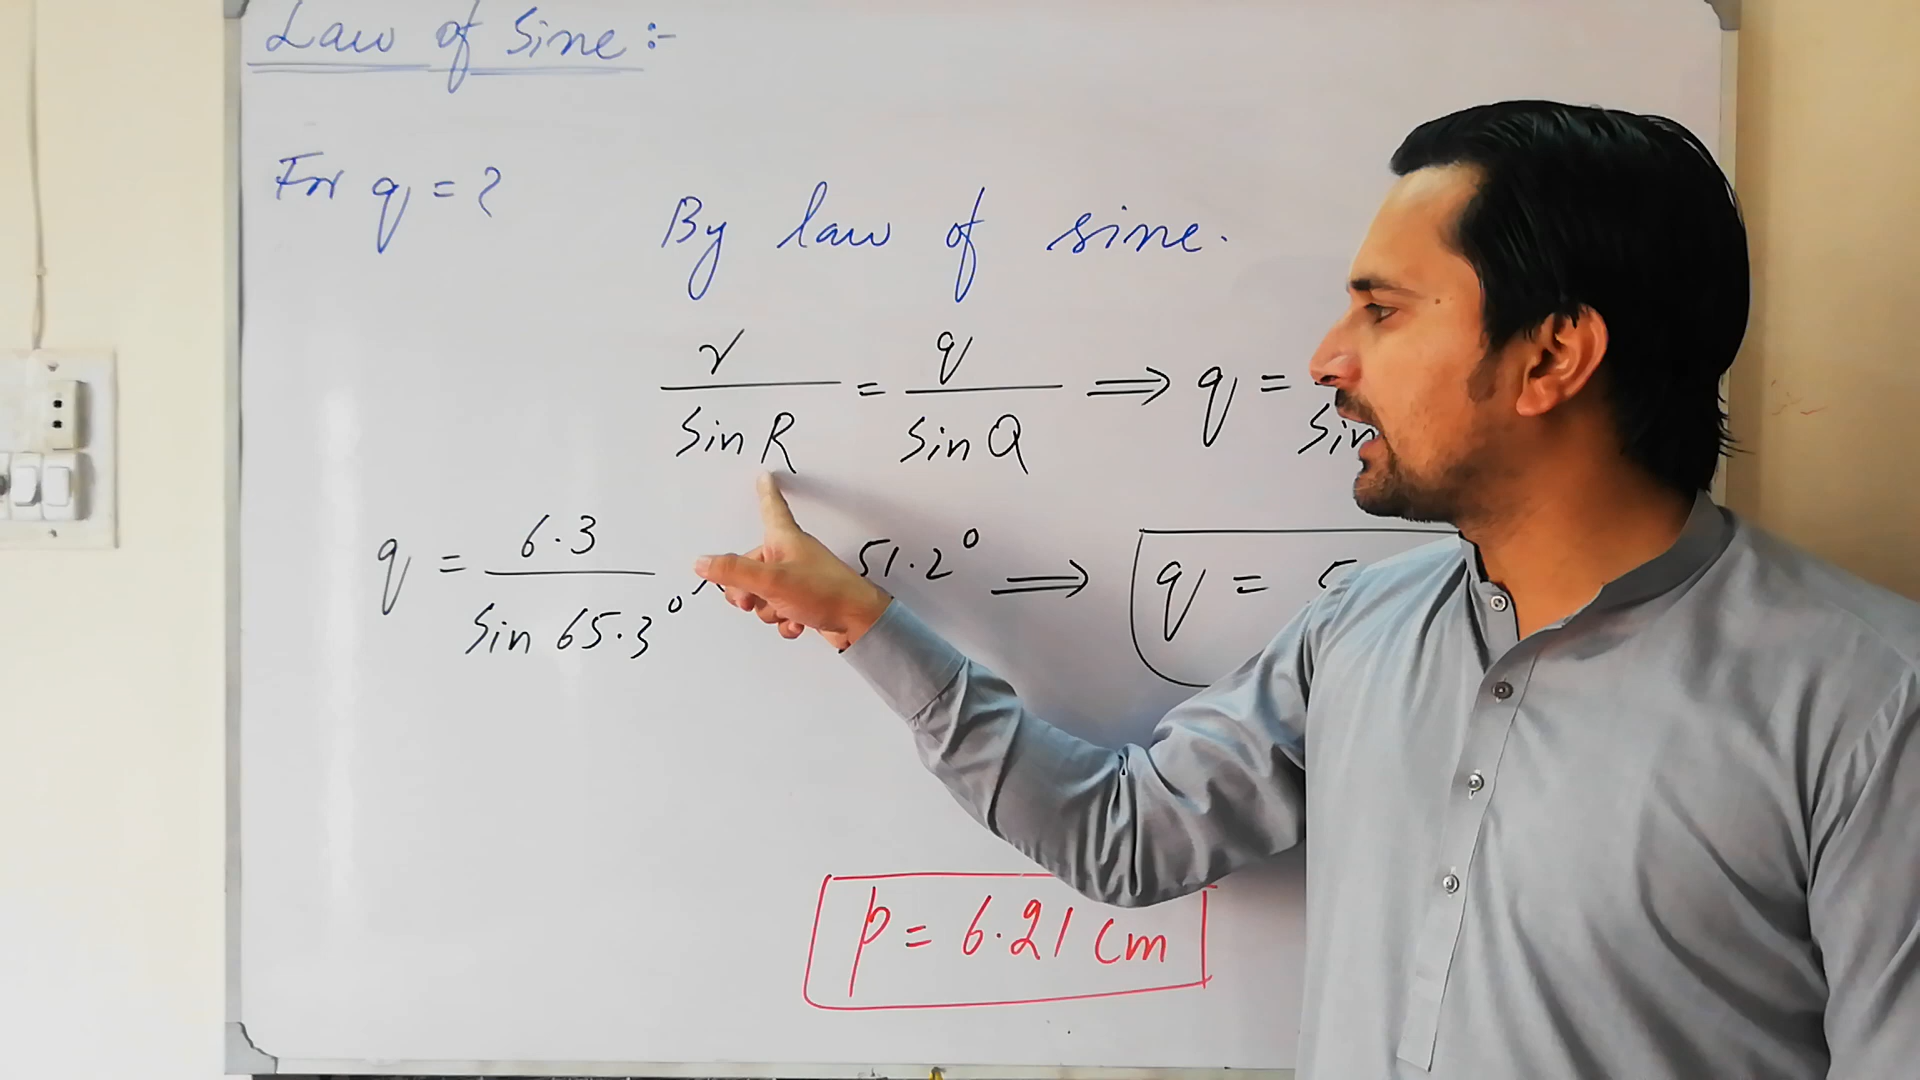 Law of Sine :-
For q = ?
By law of sine.
r / Sin R = q / Sin Q ⟹ q = Sin
q = 6.3 / Sin 65.3° × 51.2° ⟹ q =
p = 6.21 cm